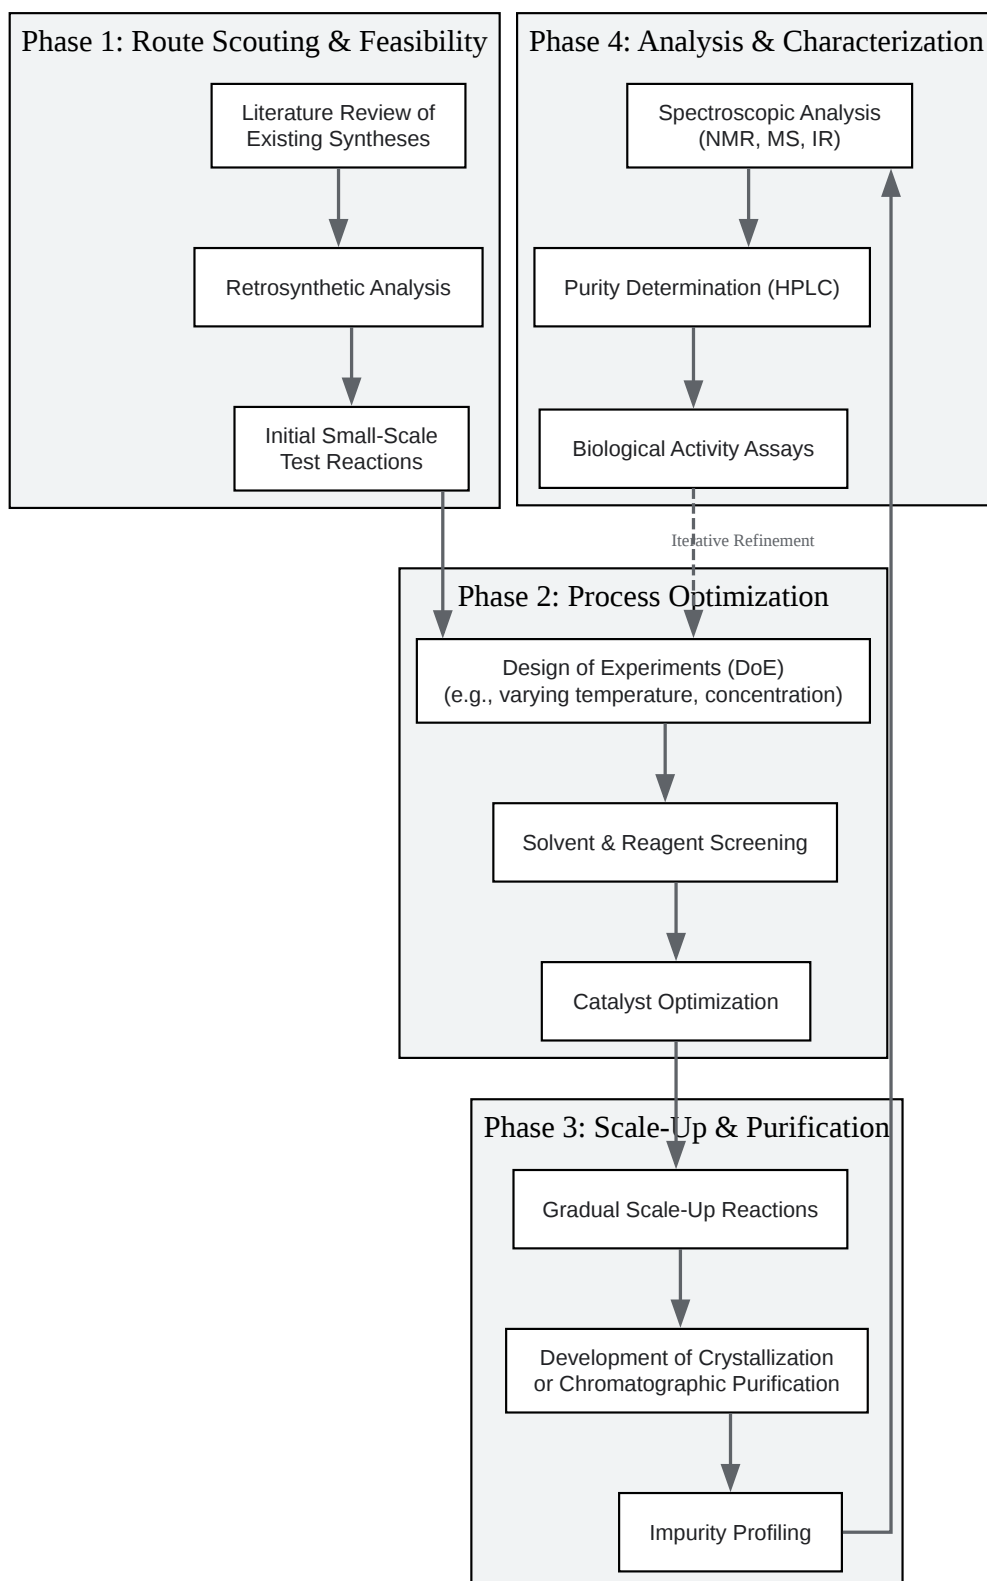 Phase 1: Route Scouting & Feasibility
Literature Review of
Existing Syntheses
Retrosynthetic Analysis
Initial Small-Scale
Test Reactions
Phase 4: Analysis & Characterization
Spectroscopic Analysis
(NMR, MS, IR)
Purity Determination (HPLC)
Biological Activity Assays
Iterative Refinement
Phase 2: Process Optimization
Design of Experiments (DoE)
(e.g., varying temperature, concentration)
Solvent & Reagent Screening
Catalyst Optimization
Phase 3: Scale-Up & Purification
Gradual Scale-Up Reactions
Development of Crystallization
or Chromatographic Purification
Impurity Profiling